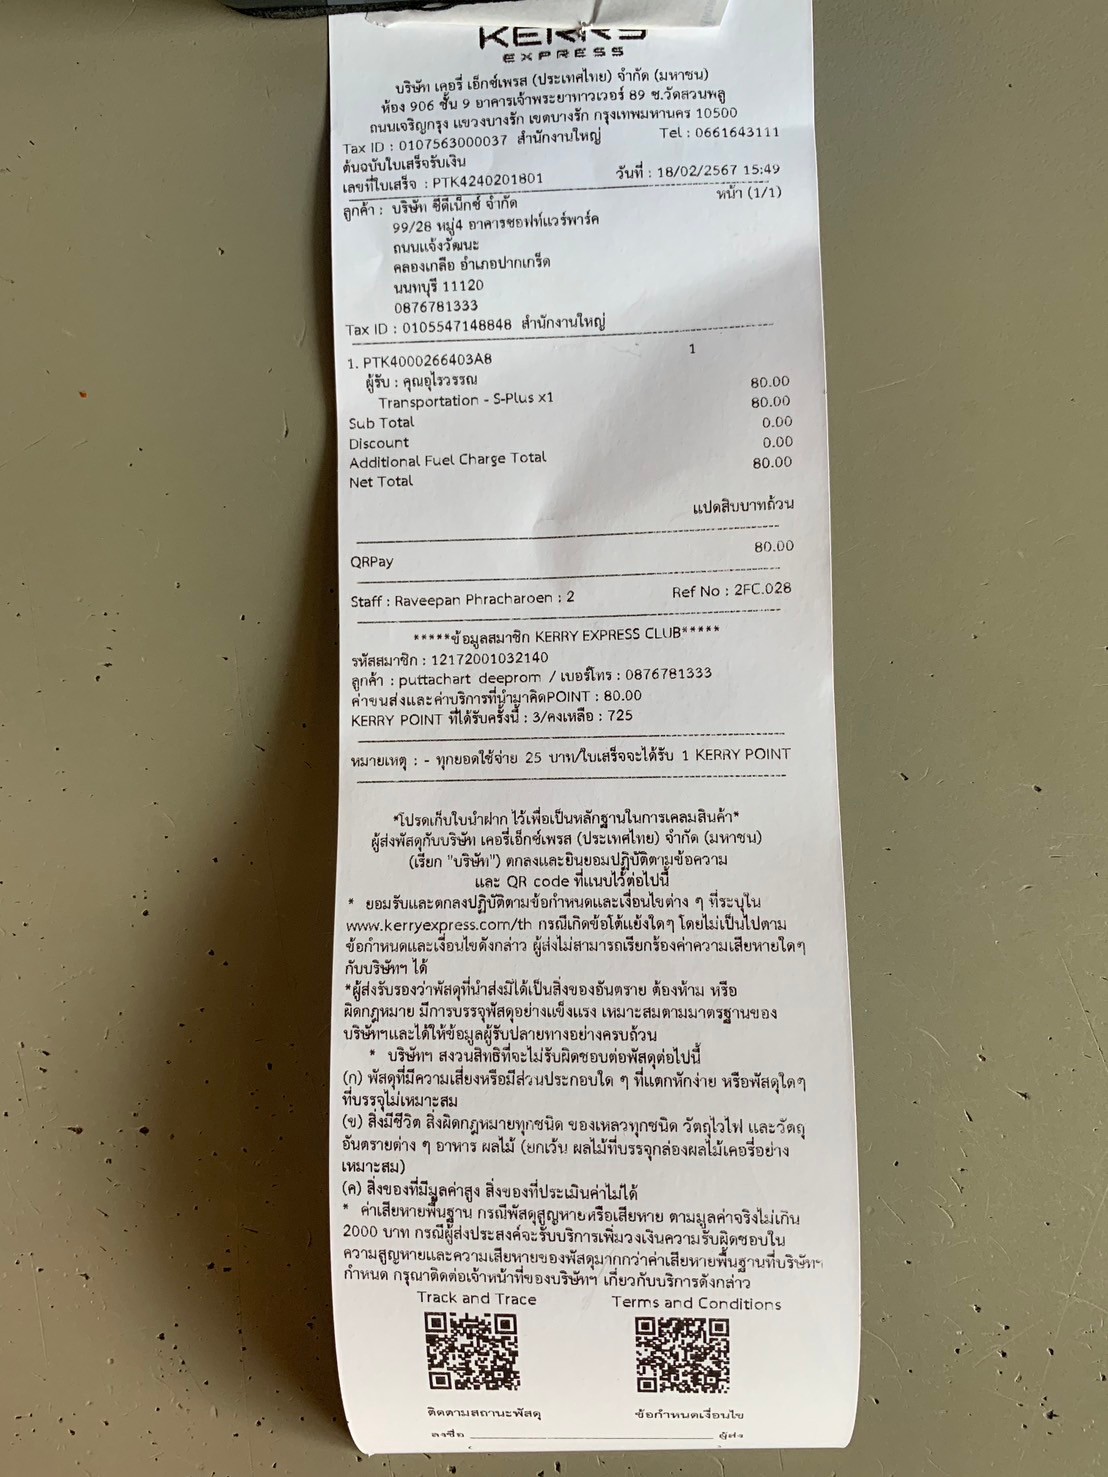 KERRY
EXPRESS
บริษัท เคอรี่ เอ็กซ์เพรส (ประเทศไทย) จำกัด (มหาชน)
ห้อง 906 ชั้น 9 อาคารเจ้าพระยาทาวเวอร์ 89 ซ.วัดสวนพลู
ถนนเจริญกรุง แขวงบางรัก เขตบางรัก กรุงเทพมหานคร 10500
Tax ID : 0107563000037 สำนักงานใหญ่ Tel : 0661643111
ต้นฉบับใบเสร็จรับเงิน
เลขที่ใบเสร็จ : PTK4240201801 วันที่ : 18/02/2567 15:49
หน้า (1/1)
ลูกค้า : บริษัท ซีดีเน็กซ์ จำกัด
99/28 หมู่4 อาคารซอฟท์แวร์พาร์ค
ถนนแจ้งวัฒนะ
คลองเกลือ อำเภอปากเกร็ด
นนทบุรี 11120
0876781333
Tax ID : 0105547148848 สำนักงานใหญ่
1. PTK4000266403A8 1
ผู้รับ : คุณอุไรวรรณ
Transportation - S-Plus x1 80.00
Sub Total 80.00
Discount 0.00
Additional Fuel Charge Total 0.00
Net Total 80.00
แปดสิบบาทถ้วน
QRPay 80.00
Staff : Raveepan Phracharoen : 2 Ref No : 2FC.028
*****ข้อมูลสมาชิก KERRY EXPRESS CLUB*****
รหัสสมาชิก : 12172001032140
ลูกค้า : puttachart deeprom / เบอร์โทร : 0876781333
ค่าขนส่งและค่าบริการที่นำมาคิดPOINT : 80.00
KERRY POINT ที่ได้รับครั้งนี้ : 3/คงเหลือ : 725
หมายเหตุ : - ทุกยอดใช้จ่าย 25 บาท/ใบเสร็จจะได้รับ 1 KERRY POINT
*โปรดเก็บใบนำฝาก ไว้เพื่อเป็นหลักฐานในการเคลมสินค้า*
ผู้ส่งพัสดุกับบริษัท เคอรี่เอ็กซ์เพรส (ประเทศไทย) จำกัด (มหาชน)
(เรียก "บริษัท") ตกลงและยินยอมปฏิบัติตามข้อความ
และ QR code ที่แนบไว้ต่อไปนี้
* ยอมรับและตกลงปฏิบัติตามข้อกำหนดและเงื่อนไขต่าง ๆ ที่ระบุใน
www.kerryexpress.com/th กรณีเกิดข้อโต้แย้งใดๆ โดยไม่เป็นไปตาม
ข้อกำหนดและเงื่อนไขดังกล่าว ผู้ส่งไม่สามารถเรียกร้องค่าความเสียหายใดๆ
กับบริษัทฯ ได้
*ผู้ส่งรับรองว่าพัสดุที่นำส่งมิได้เป็นสิ่งของอันตราย ต้องห้าม หรือ
ผิดกฎหมาย มีการบรรจุพัสดุอย่างแข็งแรง เหมาะสมตามมาตรฐานของ
บริษัทฯและได้ให้ข้อมูลผู้รับปลายทางอย่างครบถ้วน
* บริษัทฯ สงวนสิทธิที่จะไม่รับผิดชอบต่อพัสดุต่อไปนี้
(ก) พัสดุที่มีความเสี่ยงหรือมีส่วนประกอบใด ๆ ที่แตกหักง่าย หรือพัสดุใดๆ
ที่บรรจุไม่เหมาะสม
(ข) สิ่งมีชีวิต สิ่งผิดกฎหมายทุกชนิด ของเหลวทุกชนิด วัตถุไวไฟ และวัตถุ
อันตรายต่าง ๆ อาหาร ผลไม้ (ยกเว้น ผลไม้ที่บรรจุกล่องผลไม้เคอรี่อย่าง
เหมาะสม)
(ค) สิ่งของที่มีมูลค่าสูง สิ่งของที่ประเมินค่าไม่ได้
* ค่าเสียหายพื้นฐาน กรณีพัสดุสูญหายหรือเสียหาย ตามมูลค่าจริงไม่เกิน
2000 บาท กรณีผู้ส่งประสงค์จะรับบริการเพิ่มวงเงินความรับผิดชอบใน
ความสูญหายและความเสียหายของพัสดุมากกว่าค่าเสียหายพื้นฐานที่บริษัทฯ
กำหนด กรุณาติดต่อเจ้าหน้าที่ของบริษัทฯ เกี่ยวกับบริการดังกล่าว
Track and Trace Terms and Conditions
ติดตามสถานะพัสดุ ข้อกำหนดเงื่อนไข
ลงชื่อ ผู้ส่ง